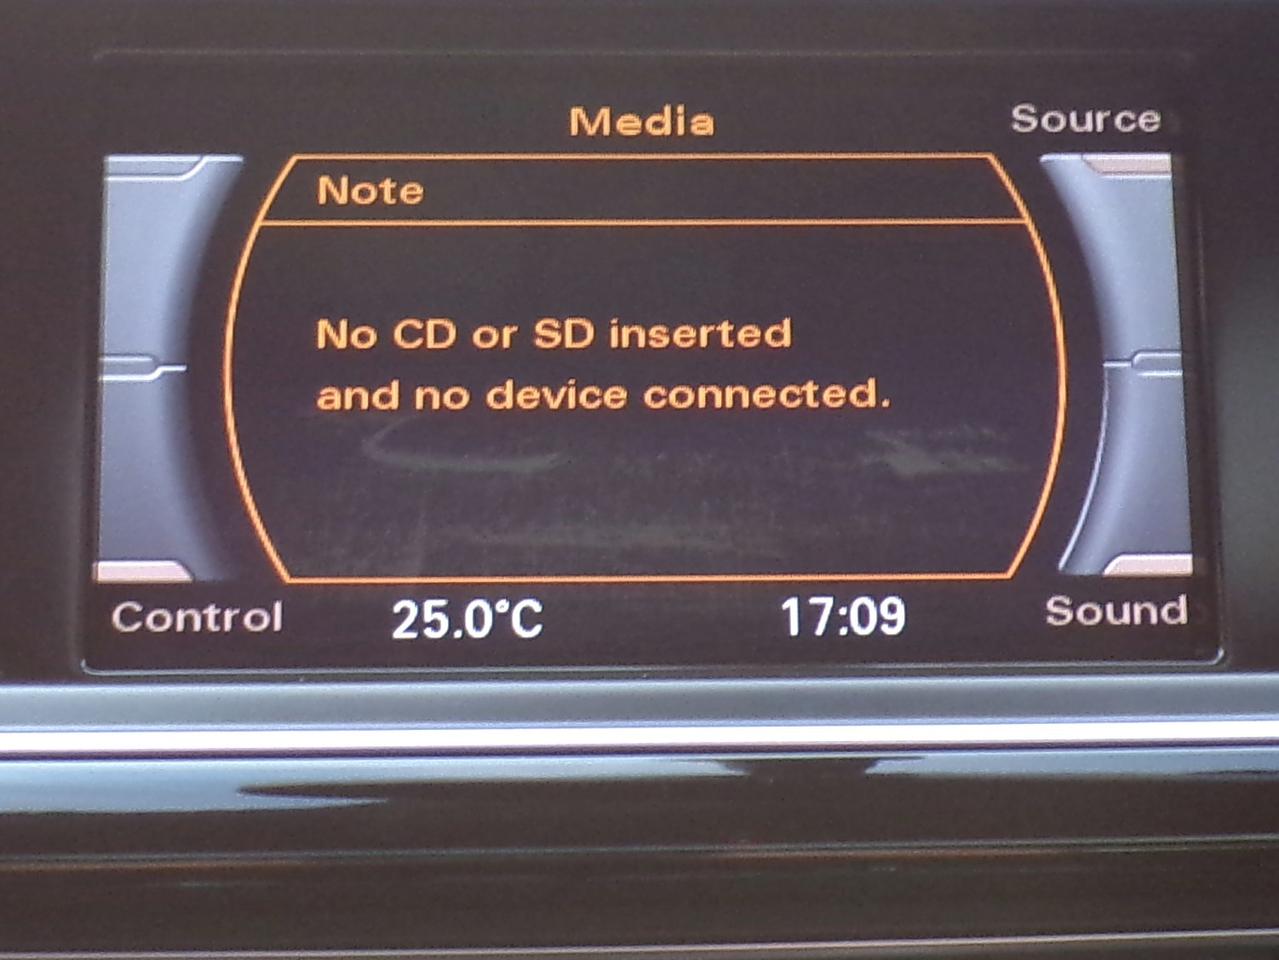 Media
Source
Note
No CD or SD inserted
and no device connected.
Control
25.0°C
17:09
Sound